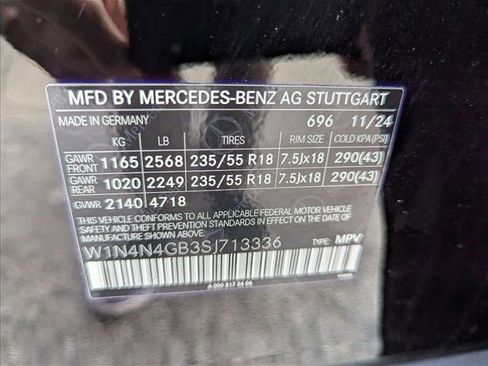 MFD BY MERCEDES-BENZ AG STUTTGART
MADE IN GERMANY 696 11/24
KG LB TIRES RIM SIZE COLD KPA(PSI)
GAWR FRONT 1165 2568 235/55 R18 7.5Jx18 290(43)
GAWR REAR 1020 2249 235/55 R18 7.5Jx18 290(43)
GVWR 2140 4718
THIS VEHICLE CONFORMS TO ALL APPLICABLE FEDERAL MOTOR VEHICLE
SAFETY AND THEFT PREVENTION STANDARDS IN EFFECT ON THE DATE
OF MANUFACTURE SHOWN ABOVE.
W1N4N4GB3SJ713336 TYPE: MPV